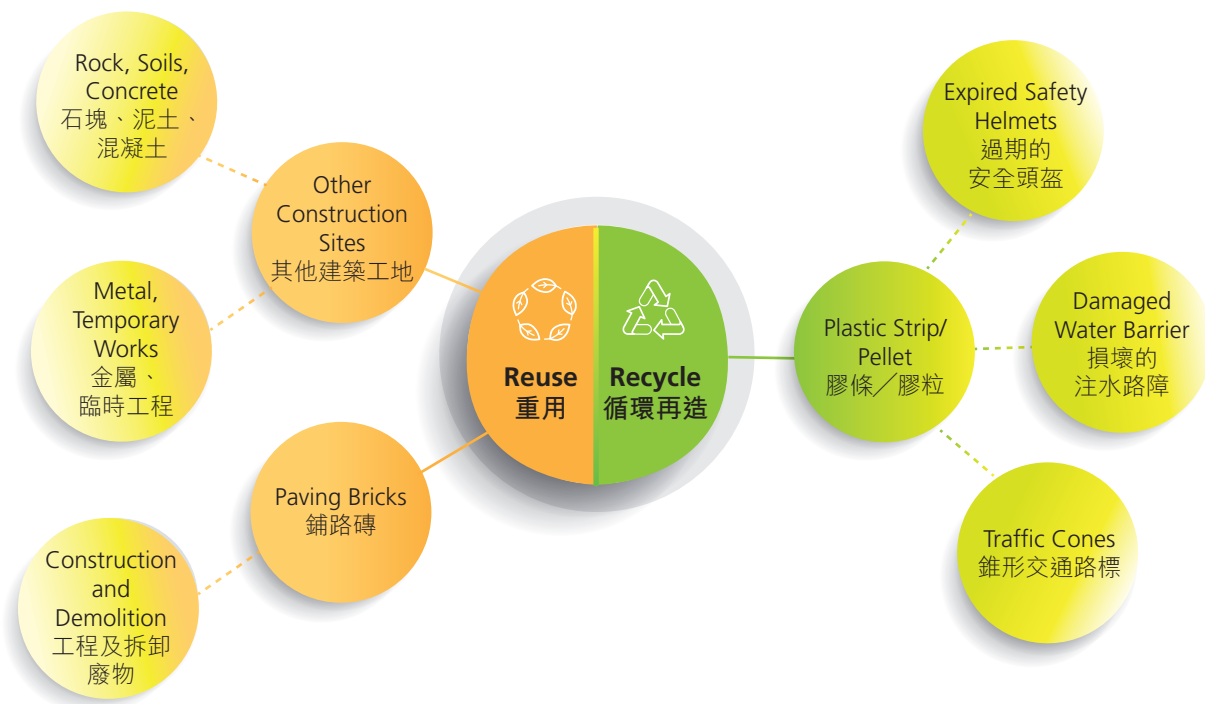 Rock, Soils,
Concrete
石塊、泥土、
混凝土
Other
Construction
Sites
其他建築工地
Metal,
Temporary
Works
金屬、
臨時工程
Paving Bricks
鋪路磚
Construction
and
Demolition
工程及拆卸
廢物
Reuse
重用
Recycle
循環再造
Plastic Strip/
Pellet
膠條／膠粒
Expired Safety
Helmets
過期的
安全頭盔
Damaged
Water Barrier
損壞的
注水路障
Traffic Cones
錐形交通路標